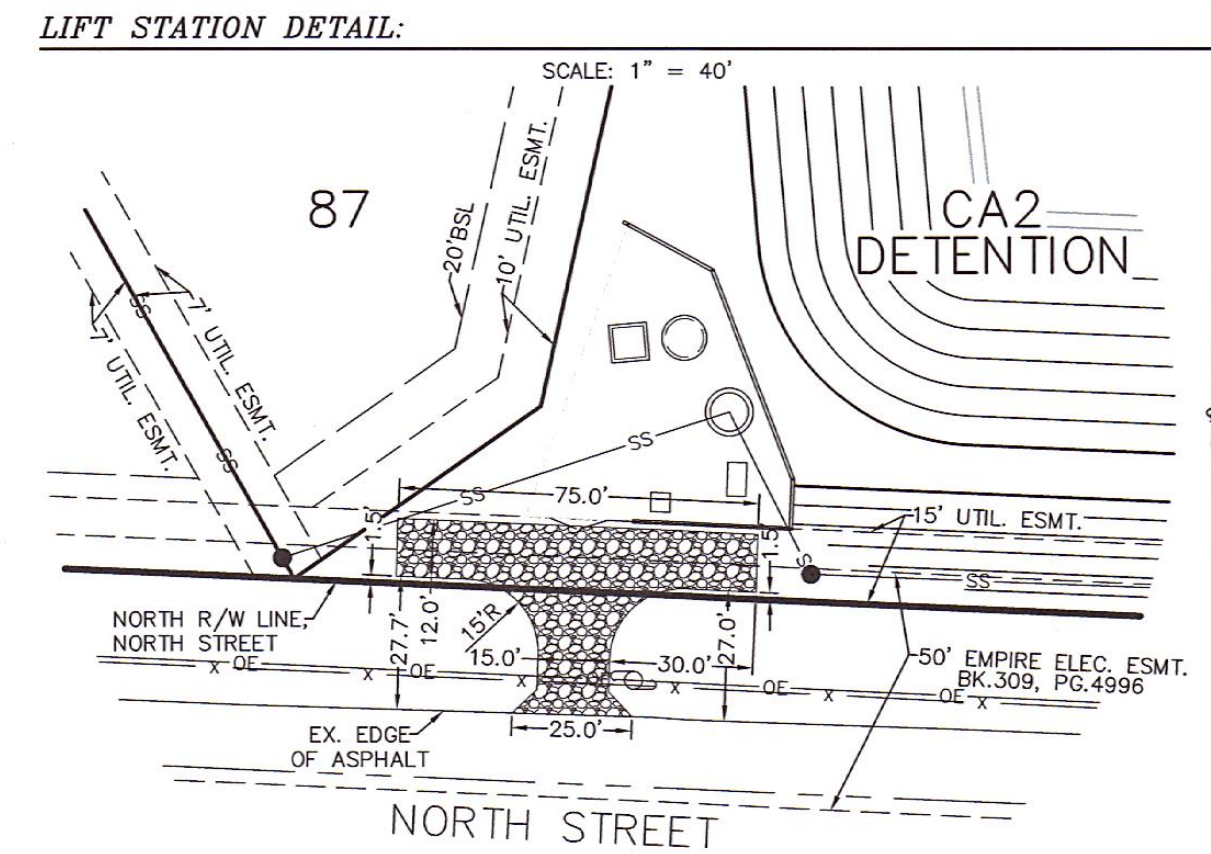 LIFT STATION DETAIL:
SCALE: 1" = 40'
87
20'BSL
10' UTIL. ESMT.
CA2
DETENTION
SS
7' UTIL. ESMT.
7' UTIL. ESMT.
SS
SS
SS
75.0'
15' UTIL. ESMT.
1.5'
1.5'
S
SS
NORTH R/W LINE,
NORTH STREET
27.7'
12.0'
15'R
15.0'
30.0'
27.0'
50' EMPIRE ELEC. ESMT.
BK.309, PG.4996
X OE X OE X X OE X OE X
EX. EDGE
OF ASPHALT
25.0'
NORTH STREET